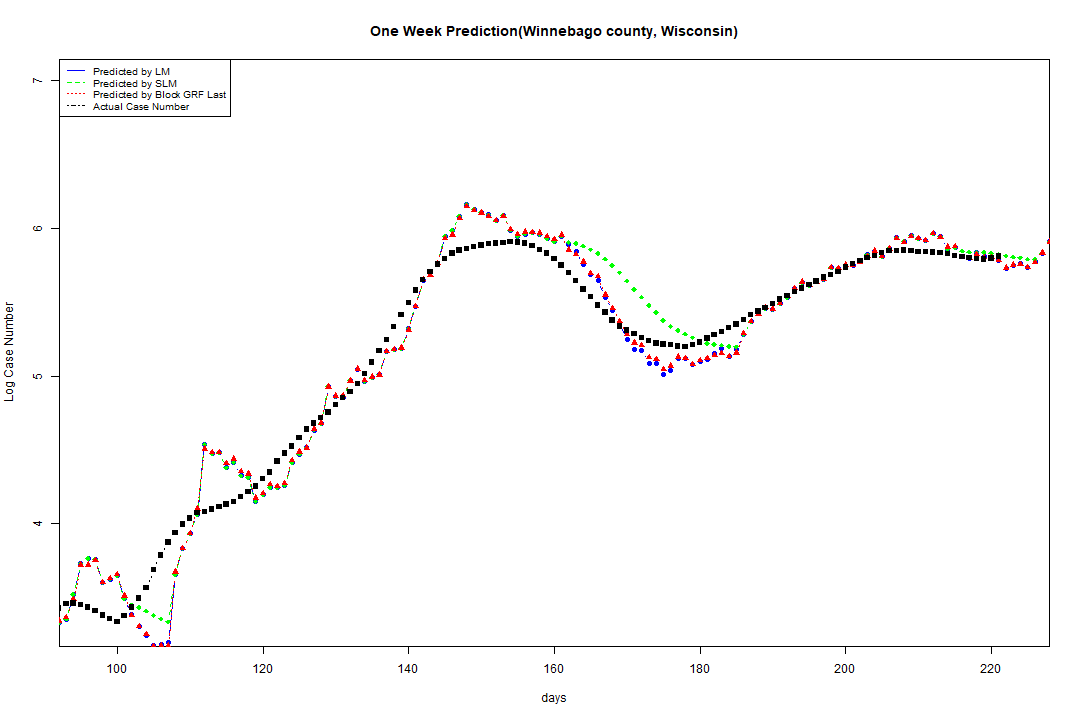 One Week Prediction(Winnebago county, Wisconsin)
Predicted by LM
Predicted by SLM
Predicted by Block GRF Last
Actual Case Number
7
6
5
4
Log Case Number
100 120 140 160 180 200 220
days